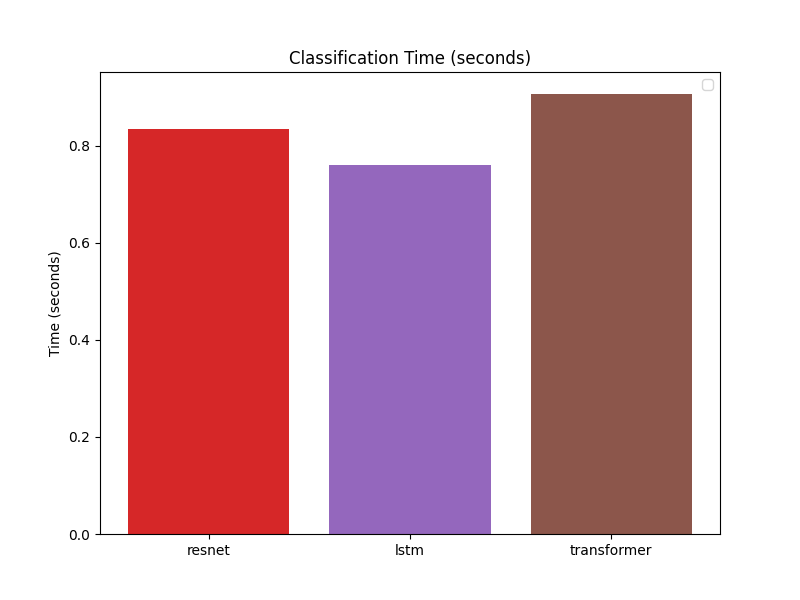 Classification Time (seconds)
Time (seconds)
0.8
0.6
0.4
0.2
0.0
resnet
lstm
transformer